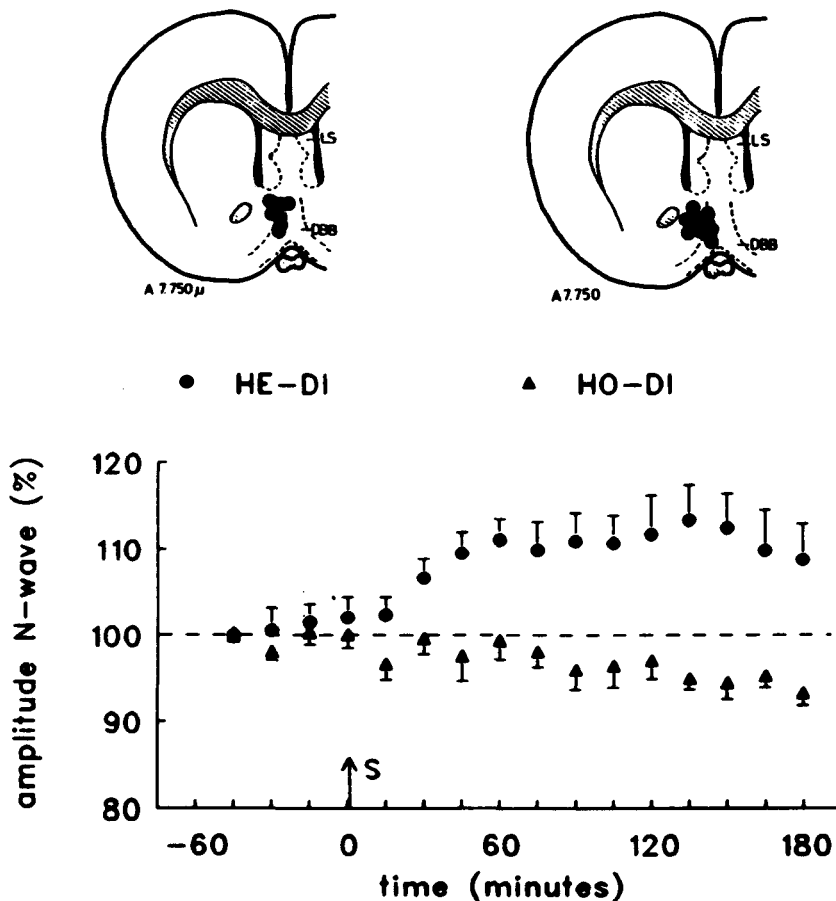 LS
LS
DBB
DBB
A 7.750 µ
A 7.750
● HE–DI
▲ HO–DI
amplitude N–wave (%)
120
110
100
90
80
S
–60 0 60 120 180
time (minutes)